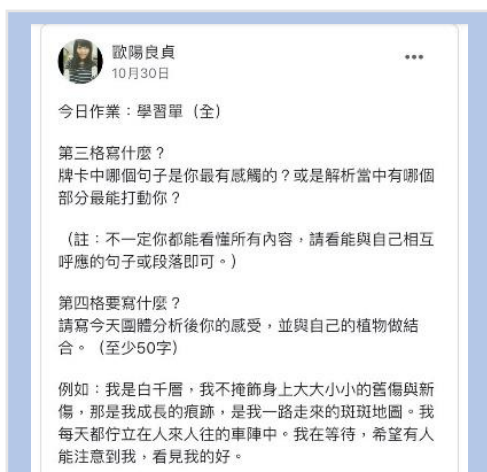 歐陽良貞
10月30日
今日作業：學習單（全）
第三格寫什麼？
牌卡中哪個句子是你最有感觸的？或是解析當中有哪個
部分最能打動你？
（註：不一定你都能看懂所有內容，請看能與自己相互
呼應的句子或段落即可。）
第四格要寫什麼？
請寫今天團體分析後你的感受，並與自己的植物做結
合。（至少50字）
例如：我是白千層，我不掩飾身上大大小小的舊傷與新
傷，那是我成長的痕跡，是我一路走來的斑斑地圖。我
每天都佇立在人來人往的車陣中。我在等待，希望有人
能注意到我，看見我的好。